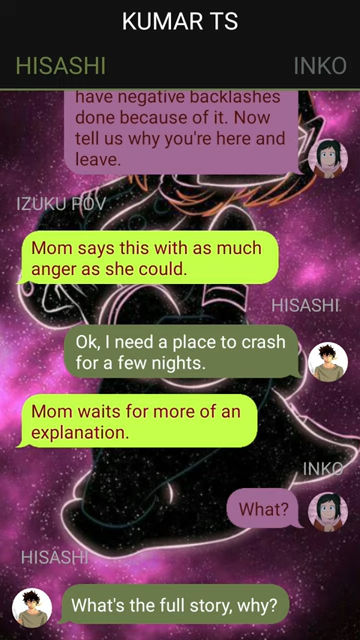 KUMAR TS
HISASHI
INKO
have negative backlashes
done because of it. Now
tell us why you're here and
leave.
IZUKU POV
Mom says this with as much
anger as she could.
HISASHI
Ok, I need a place to crash
for a few nights.
Mom waits for more of an
explanation.
INKO
What?
HISASHI
What's the full story, why?